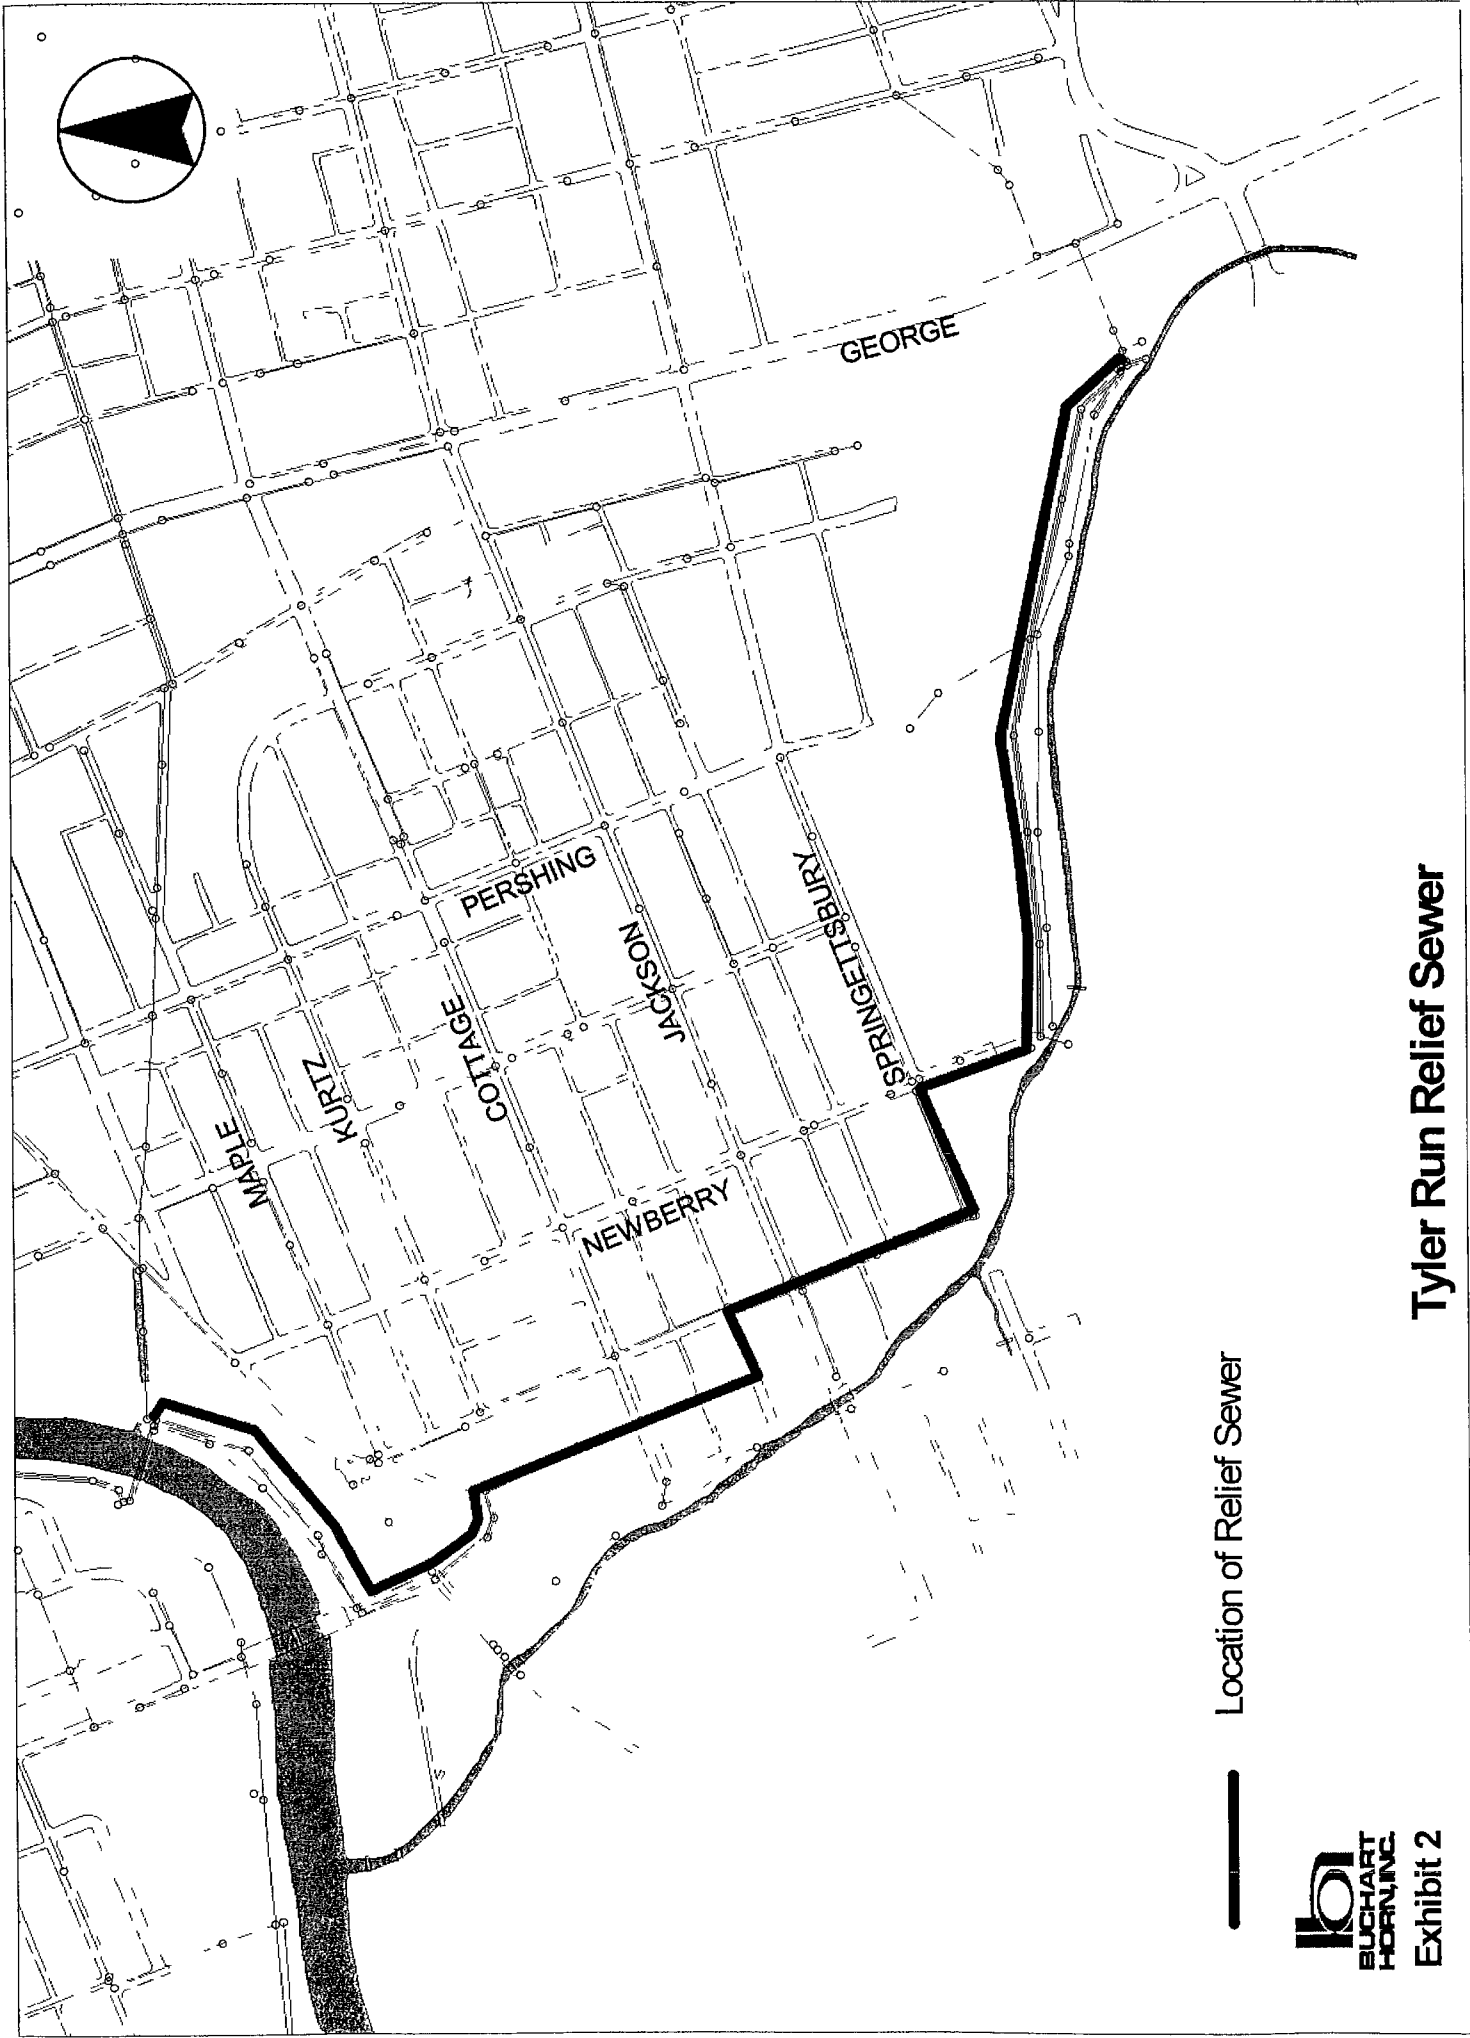 GEORGE
PERSHING
SPRINGETTSBURY
JACKSON
COTTAGE
KURTZ
MAPLE
NEWBERRY
Location of Relief Sewer
BUCHART
HORN, INC.
Exhibit 2
Tyler Run Relief Sewer